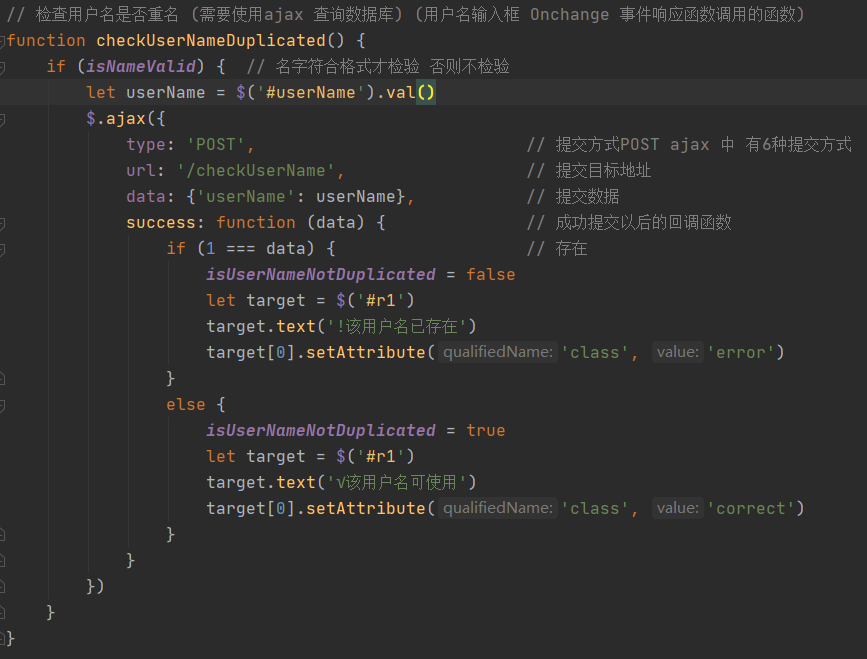 // 检查用户名是否重名 (需要使用ajax 查询数据库) (用户名输入框 Onchange 事件响应函数调用的函数)
function checkUserNameDuplicated() {
    if (isNameValid) {  // 名字符合格式才检验 否则不检验
        let userName = $('#userName').val()
        $.ajax({
            type: 'POST',                           // 提交方式POST ajax 中 有6种提交方式
            url: '/checkUserName',                  // 提交目标地址
            data: {'userName': userName},           // 提交数据
            success: function (data) {              // 成功提交以后的回调函数
                if (1 === data) {                   // 存在
                    isUserNameNotDuplicated = false
                    let target = $('#r1')
                    target.text('!该用户名已存在')
                    target[0].setAttribute( qualifiedName: 'class', value: 'error')
                }
                else {
                    isUserNameNotDuplicated = true
                    let target = $('#r1')
                    target.text('√该用户名可使用')
                    target[0].setAttribute( qualifiedName: 'class', value: 'correct')
                }
            }
        })
    }
}